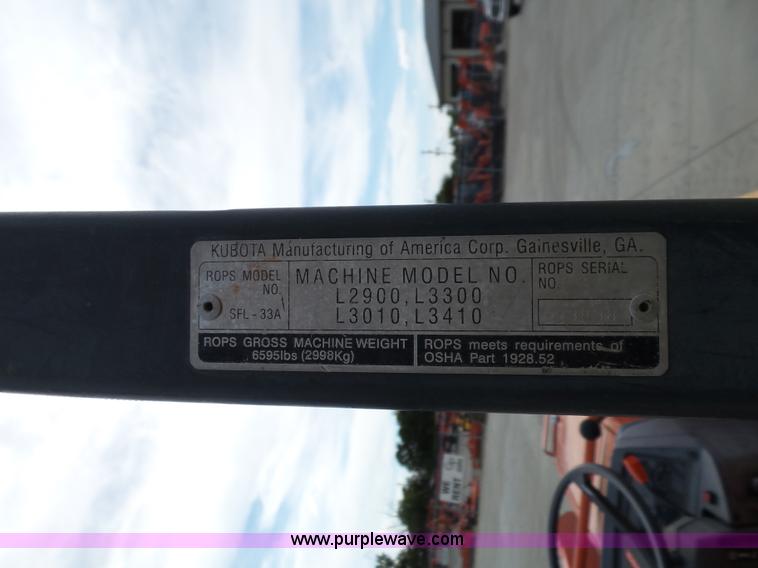 KUBOTA Manufacturing of America Corp. Gainesville, GA.
ROPS MODEL NO.
SFL-33A
MACHINE MODEL NO.
L2900, L3300
L3010, L3410
ROPS SERIAL NO.
ROPS GROSS MACHINE WEIGHT
6595lbs (2998Kg)
ROPS meets requirements of
OSHA Part 1928.52
WE
RENT
www.purplewave.com